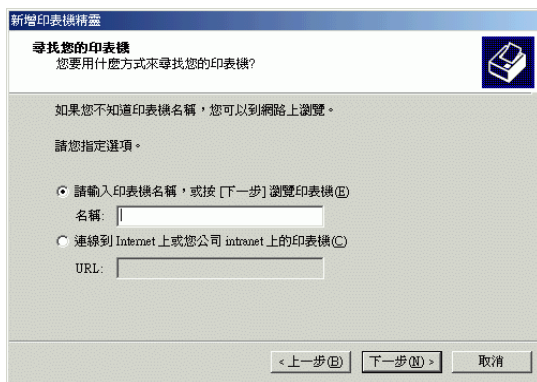 新增印表機精靈
尋找您的印表機
您要用什麼方式來尋找您的印表機?
如果您不知道印表機名稱，您可以到網路上瀏覽。
請您指定選項。
請輸入印表機名稱，或按 [下一步] 瀏覽印表機(E)
名稱:
連線到 Internet 上或您公司 intranet 上的印表機(C)
URL:
<上一步(B) 下一步(N)> 取消